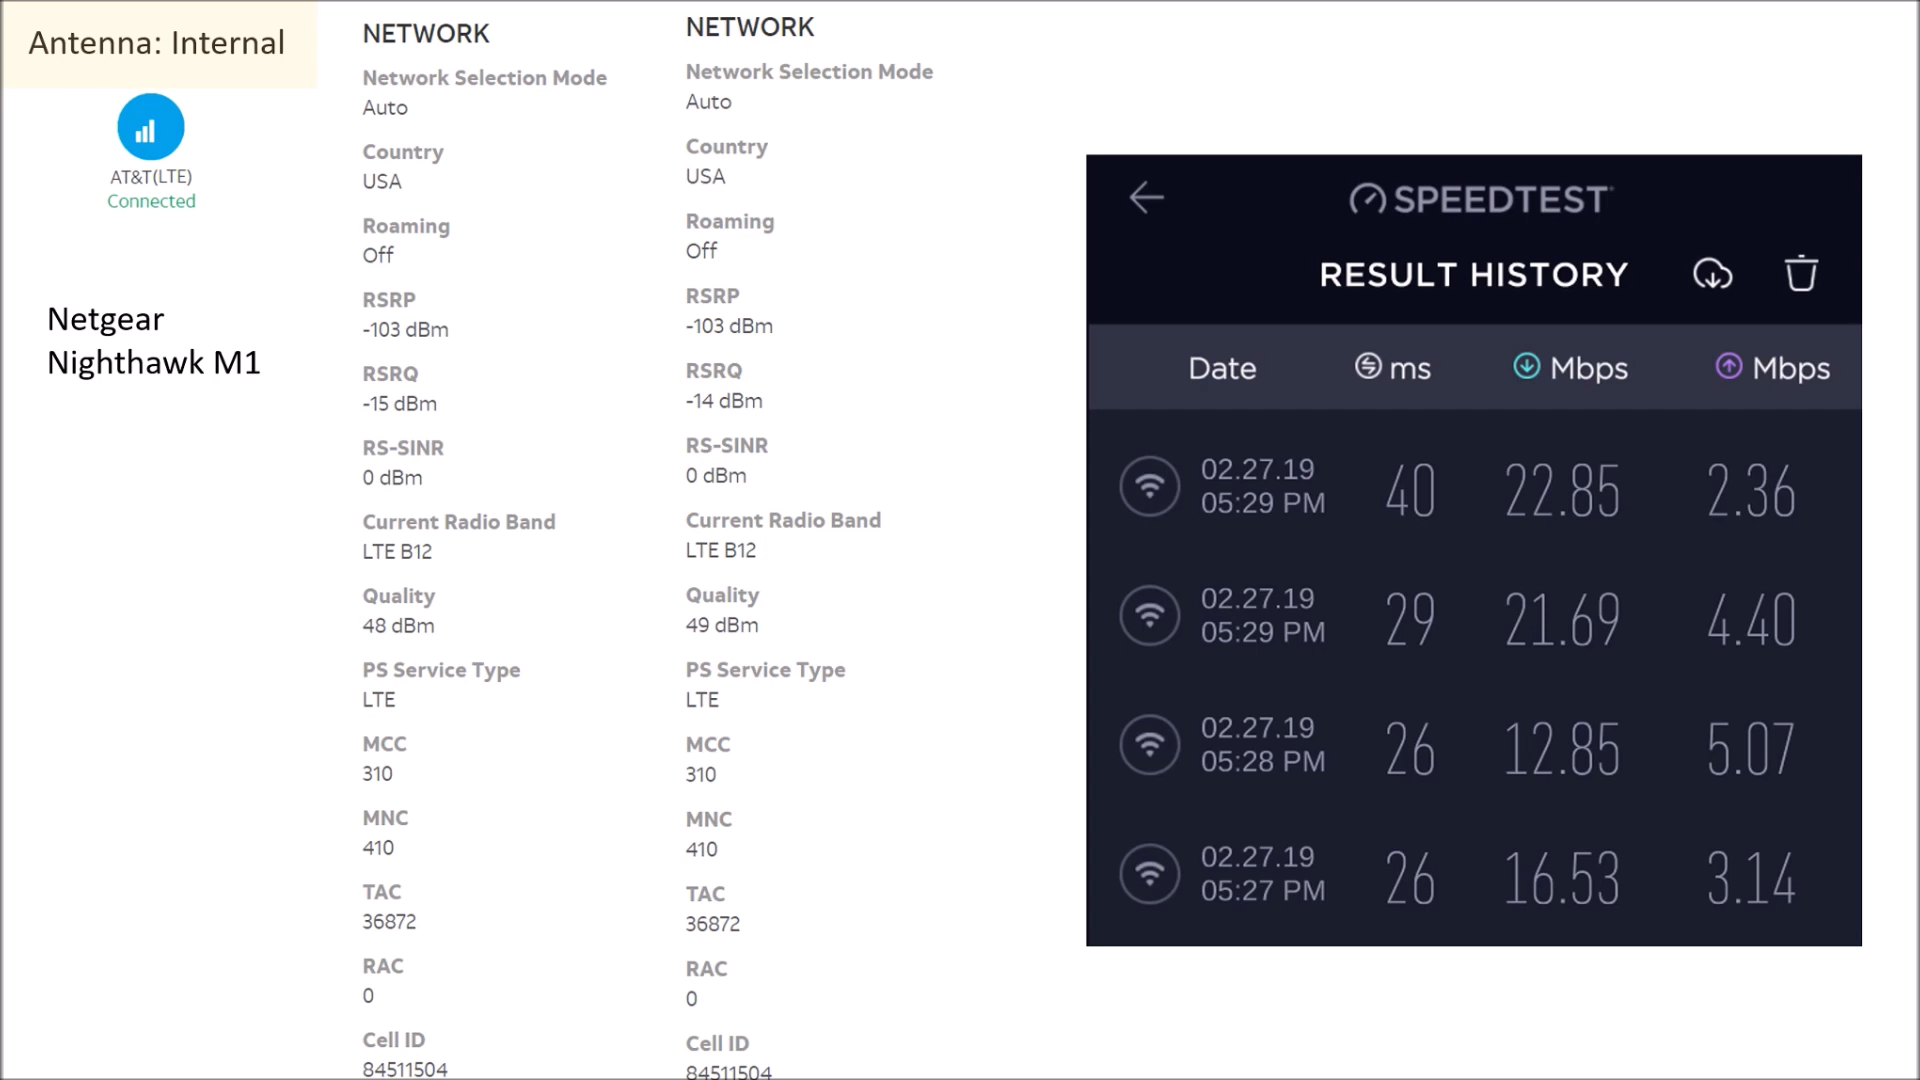 Antenna: Internal
AT&T(LTE)
Connected
Netgear
Nighthawk M1
NETWORK
Network Selection Mode
Auto
Country
USA
Roaming
Off
RSRP
-103 dBm
RSRQ
-15 dBm
RS-SINR
0 dBm
Current Radio Band
LTE B12
Quality
48 dBm
PS Service Type
LTE
MCC
310
MNC
410
TAC
36872
RAC
0
Cell ID
84511504
NETWORK
Network Selection Mode
Auto
Country
USA
Roaming
Off
RSRP
-103 dBm
RSRQ
-14 dBm
RS-SINR
0 dBm
Current Radio Band
LTE B12
Quality
49 dBm
PS Service Type
LTE
MCC
310
MNC
410
TAC
36872
RAC
0
Cell ID
84511504
SPEEDTEST
RESULT HISTORY
Date ms Mbps Mbps
02.27.19
05:29 PM 40 22.85 2.36
02.27.19
05:29 PM 29 21.69 4.40
02.27.19
05:28 PM 26 12.85 5.07
02.27.19
05:27 PM 26 16.53 3.14